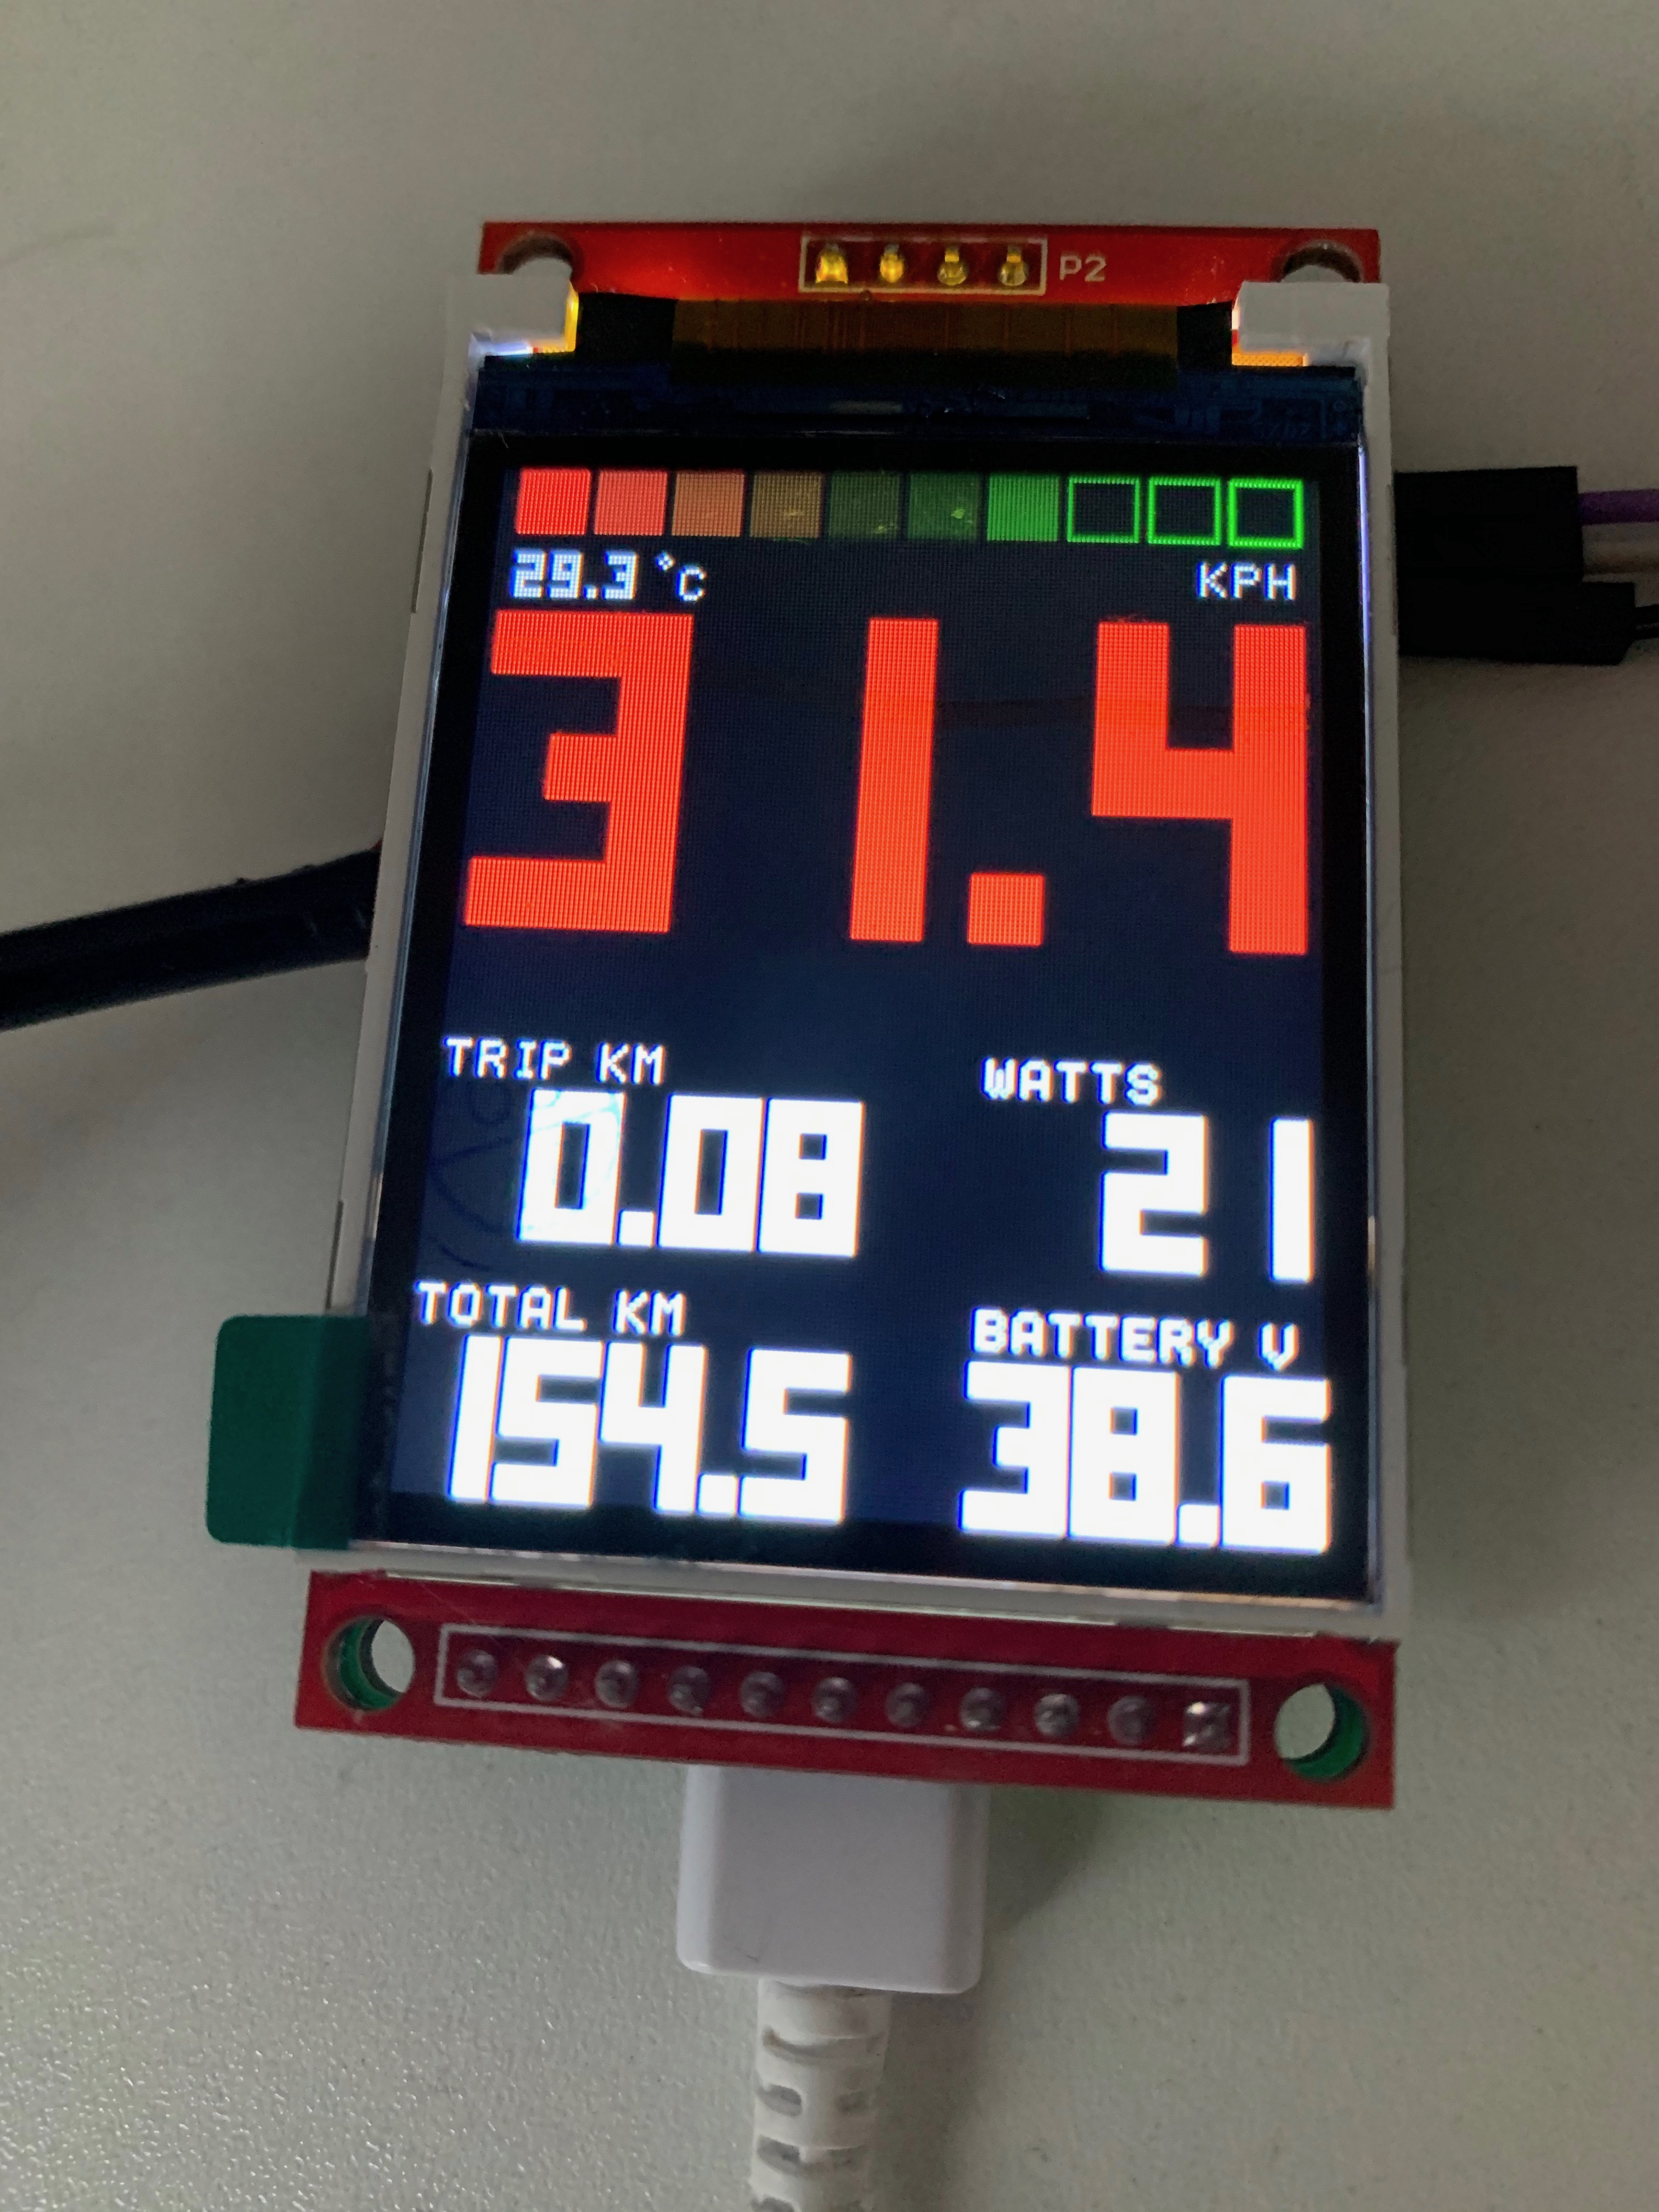 P2
29.3 °C KPH
31.4
TRIP KM WATTS
0.08 21
TOTAL KM BATTERY V
154.5 38.6